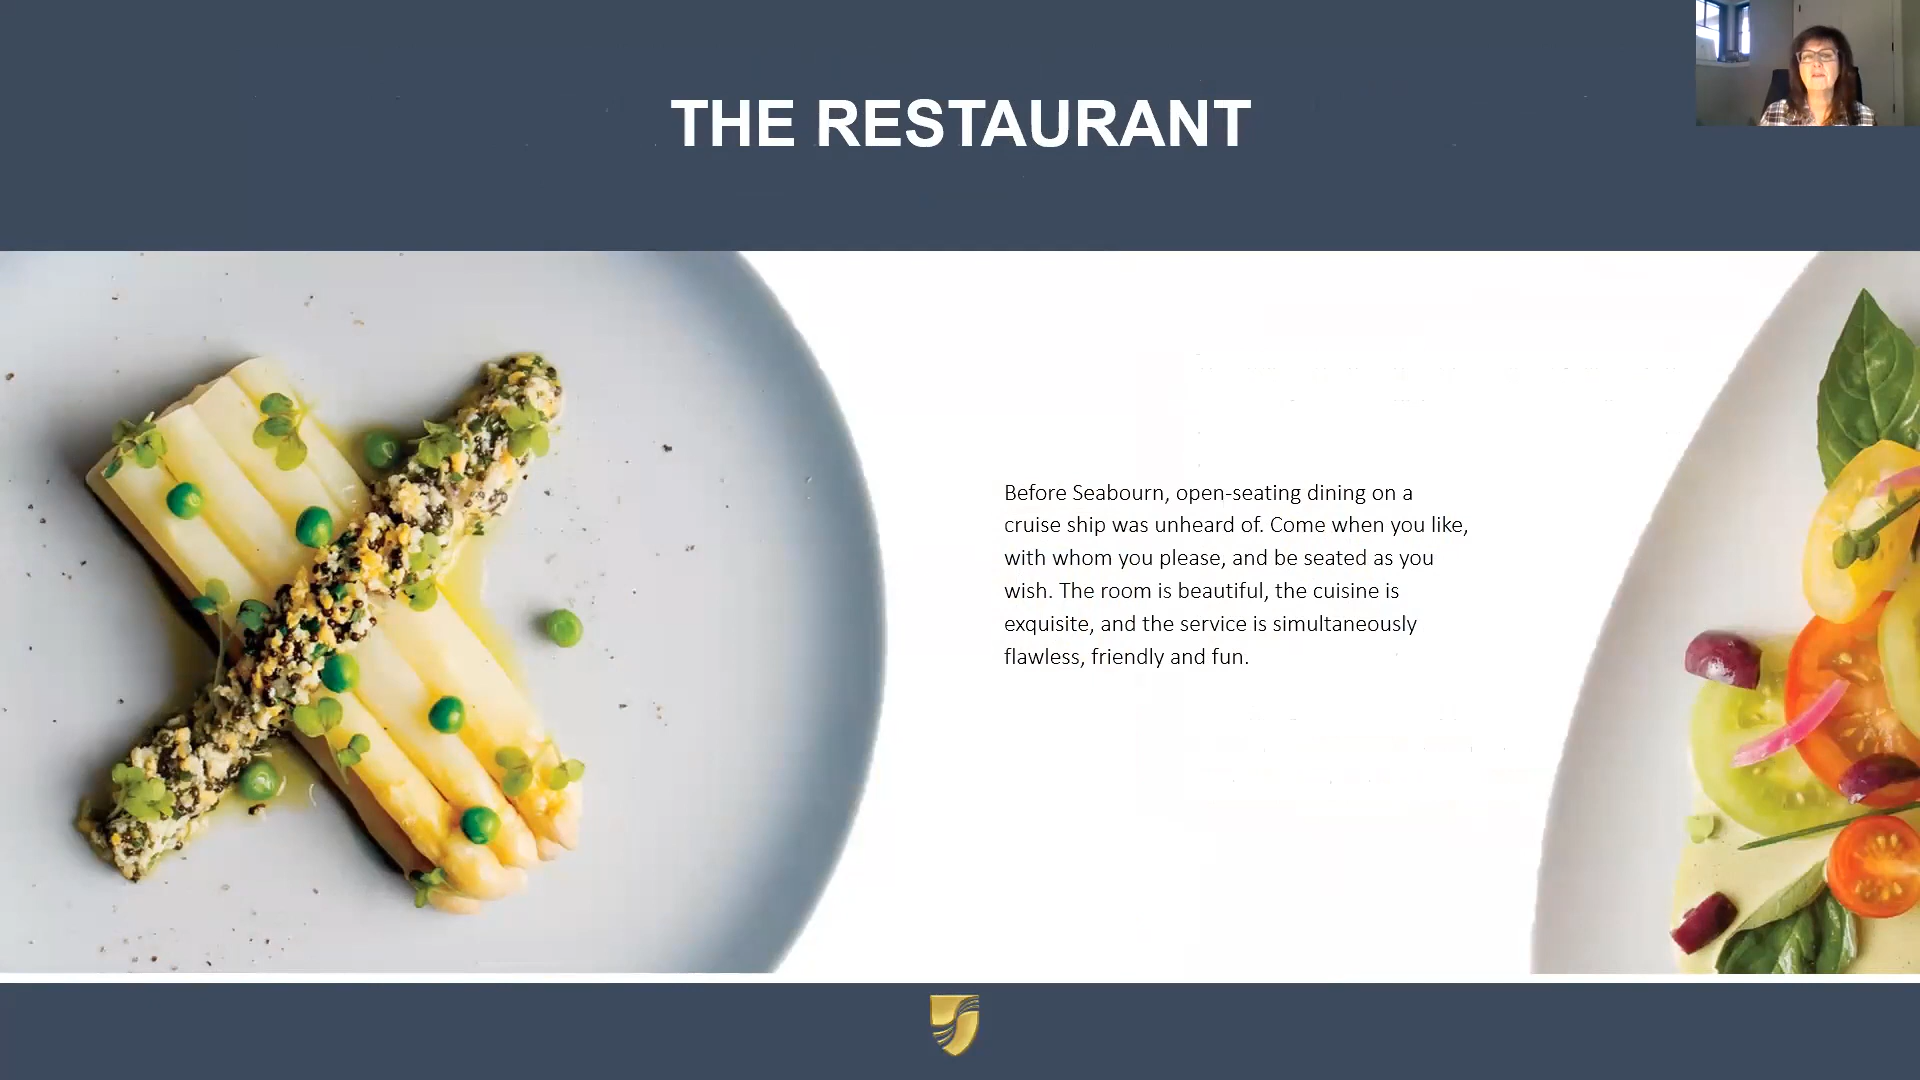 THE RESTAURANT
Before Seabourn, open-seating dining on a
cruise ship was unheard of. Come when you like,
with whom you please, and be seated as you
wish. The room is beautiful, the cuisine is
exquisite, and the service is simultaneously
flawless, friendly and fun.